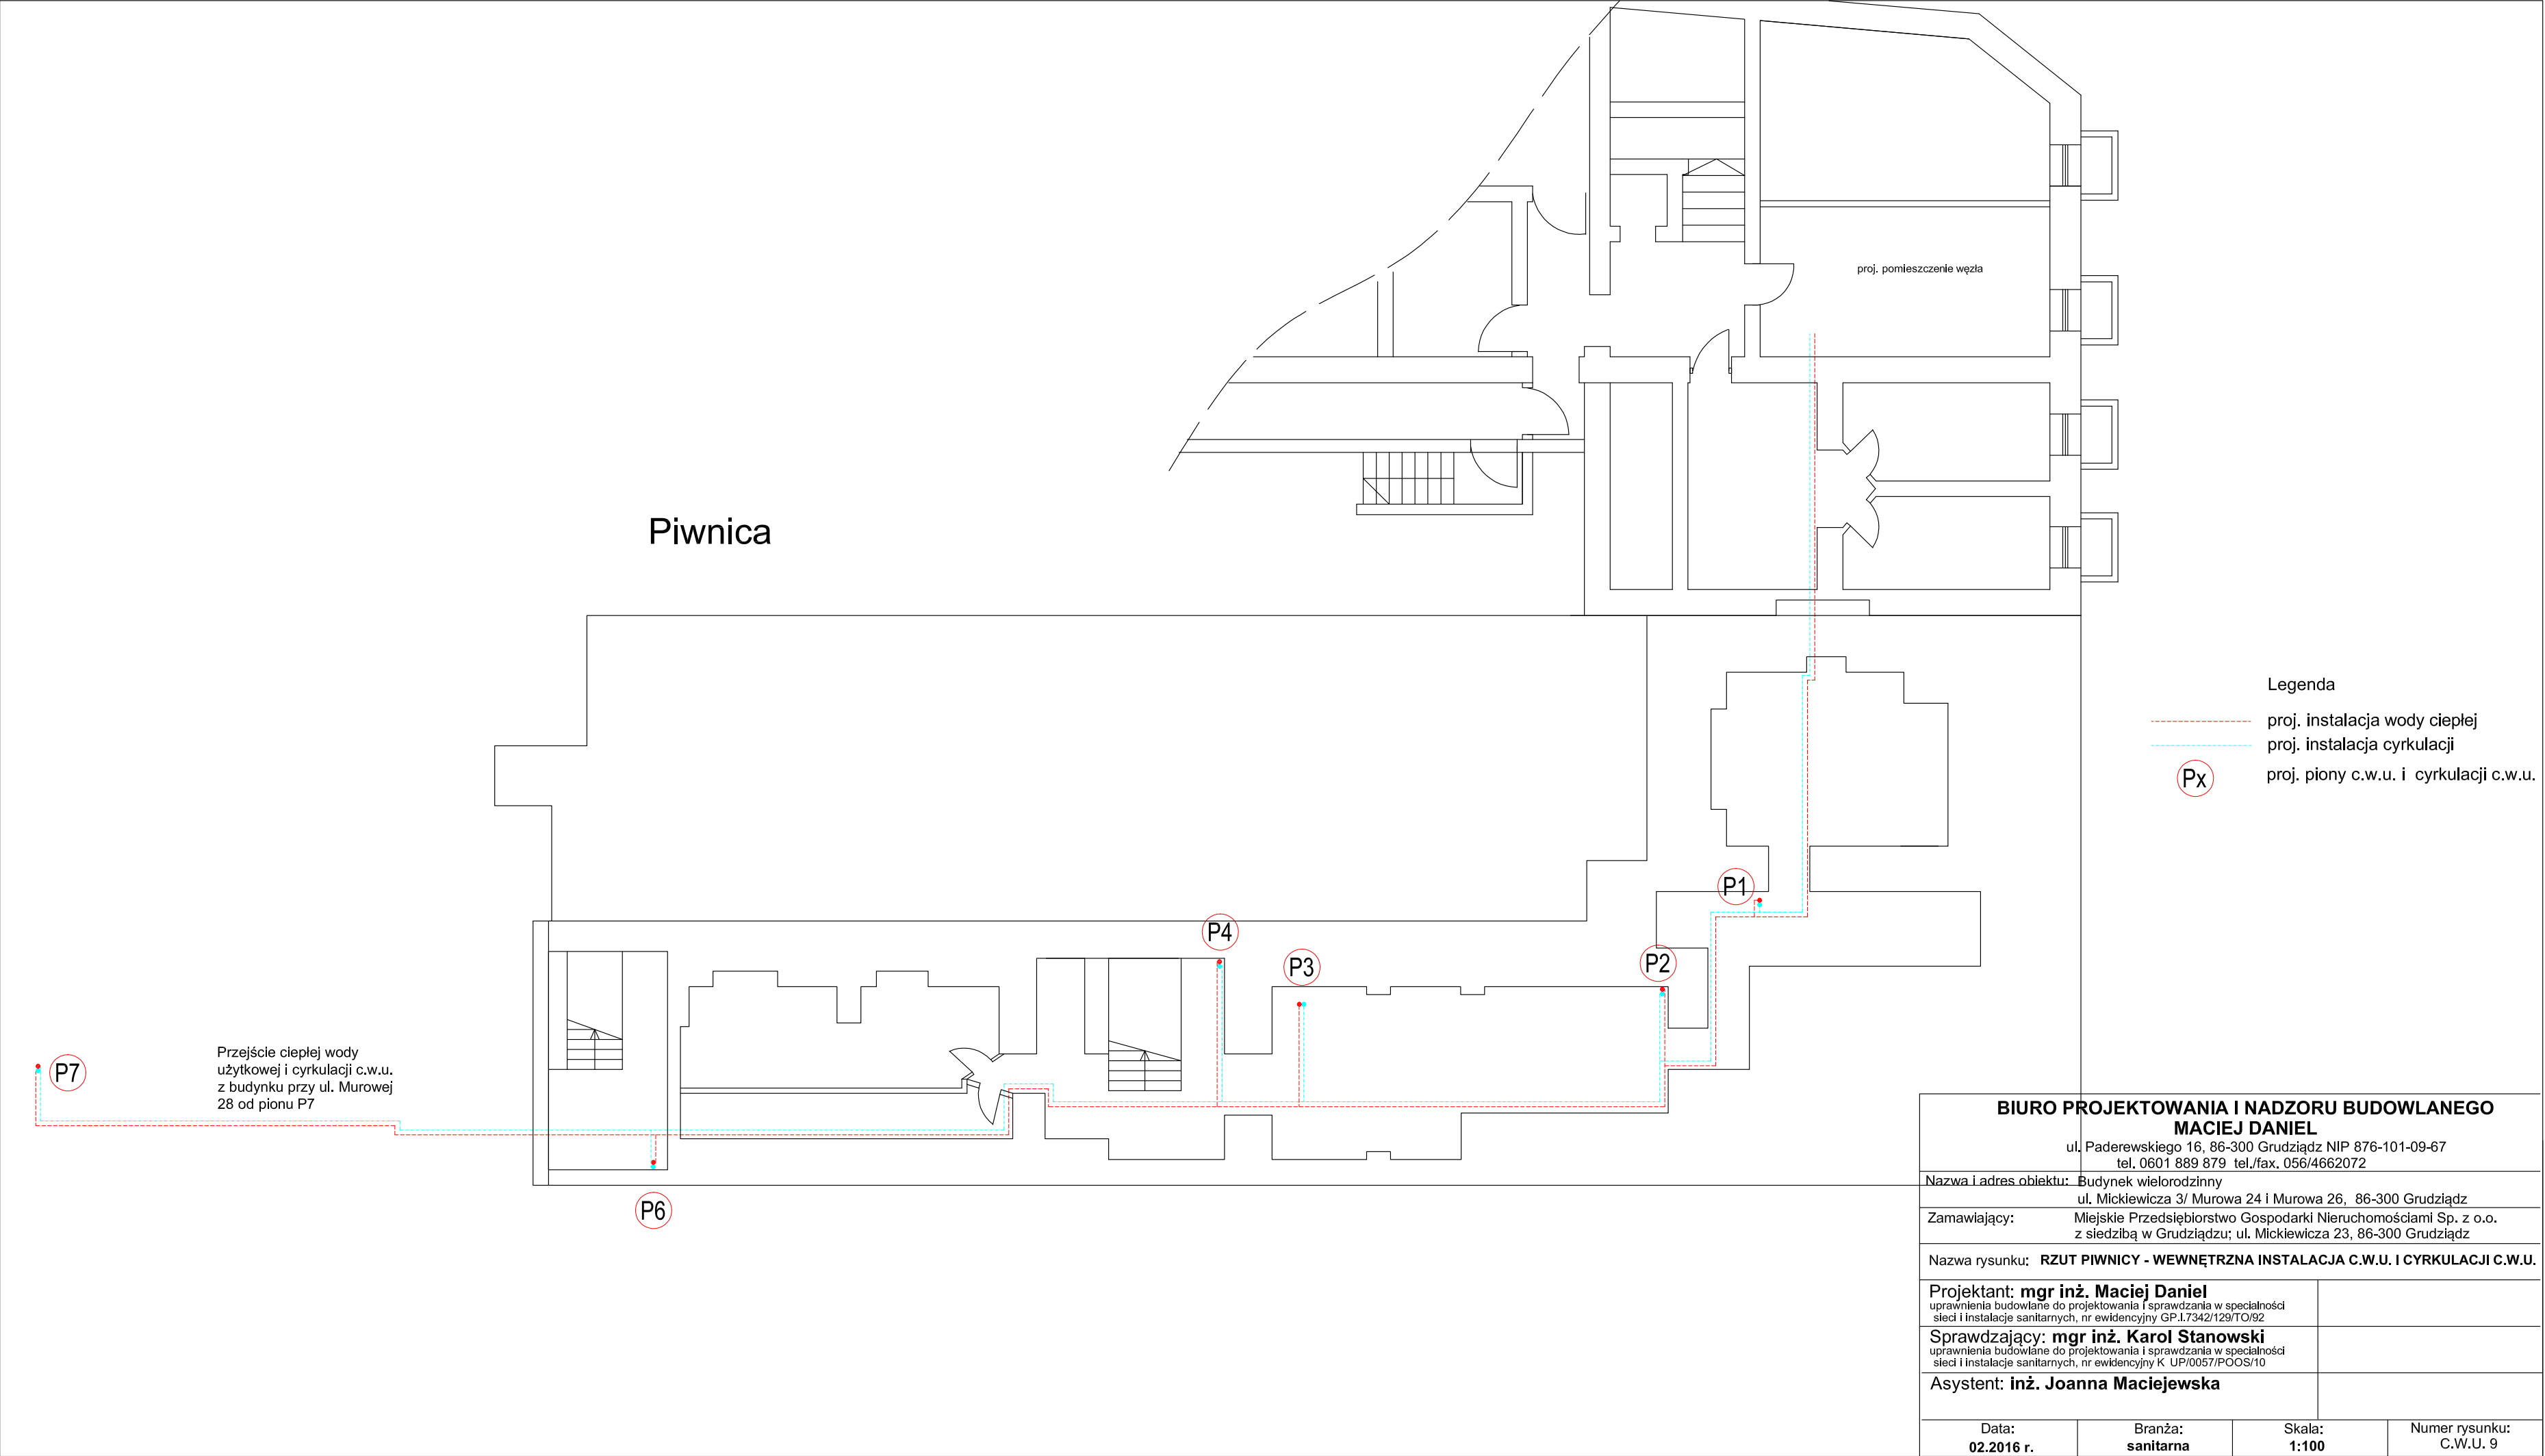 proj. pomieszczenie węzła
Piwnica
Legenda
proj. instalacja wody ciepłej
proj. instalacja cyrkulacji
Px
proj. piony c.w.u. i cyrkulacji c.w.u.
P1
P4
P3
P2
P7
Przejście ciepłej wody
użytkowej i cyrkulacji c.w.u.
z budynku przy ul. Murowej
28 od pionu P7
P6
BIURO PROJEKTOWANIA I NADZORU BUDOWLANEGO
MACIEJ DANIEL
ul. Paderewskiego 16, 86-300 Grudziądz NIP 876-101-09-67
tel. 0601 889 879 tel./fax. 056/4662072
Nazwa i adres obiektu: Budynek wielorodzinny
ul. Mickiewicza 3/ Murowa 24 i Murowa 26, 86-300 Grudziądz
Zamawiający: Miejskie Przedsiębiorstwo Gospodarki Nieruchomościami Sp. z o.o.
z siedzibą w Grudziądzu; ul. Mickiewicza 23, 86-300 Grudziądz
Nazwa rysunku: RZUT PIWNICY - WEWNĘTRZNA INSTALACJA C.W.U. I CYRKULACJI C.W.U.
Projektant: mgr inż. Maciej Daniel
uprawnienia budowlane do projektowania i sprawdzania w specjalności
sieci i instalacje sanitarnych, nr ewidencyjny GP.I.7342/129/TO/92
Sprawdzający: mgr inż. Karol Stanowski
uprawnienia budowlane do projektowania i sprawdzania w specjalności
sieci i instalacje sanitarnych, nr ewidencyjny K UP/0057/POOS/10
Asystent: inż. Joanna Maciejewska
Data: Branża: Skala: Numer rysunku:
02.2016 r. sanitarna 1:100 C.W.U. 9